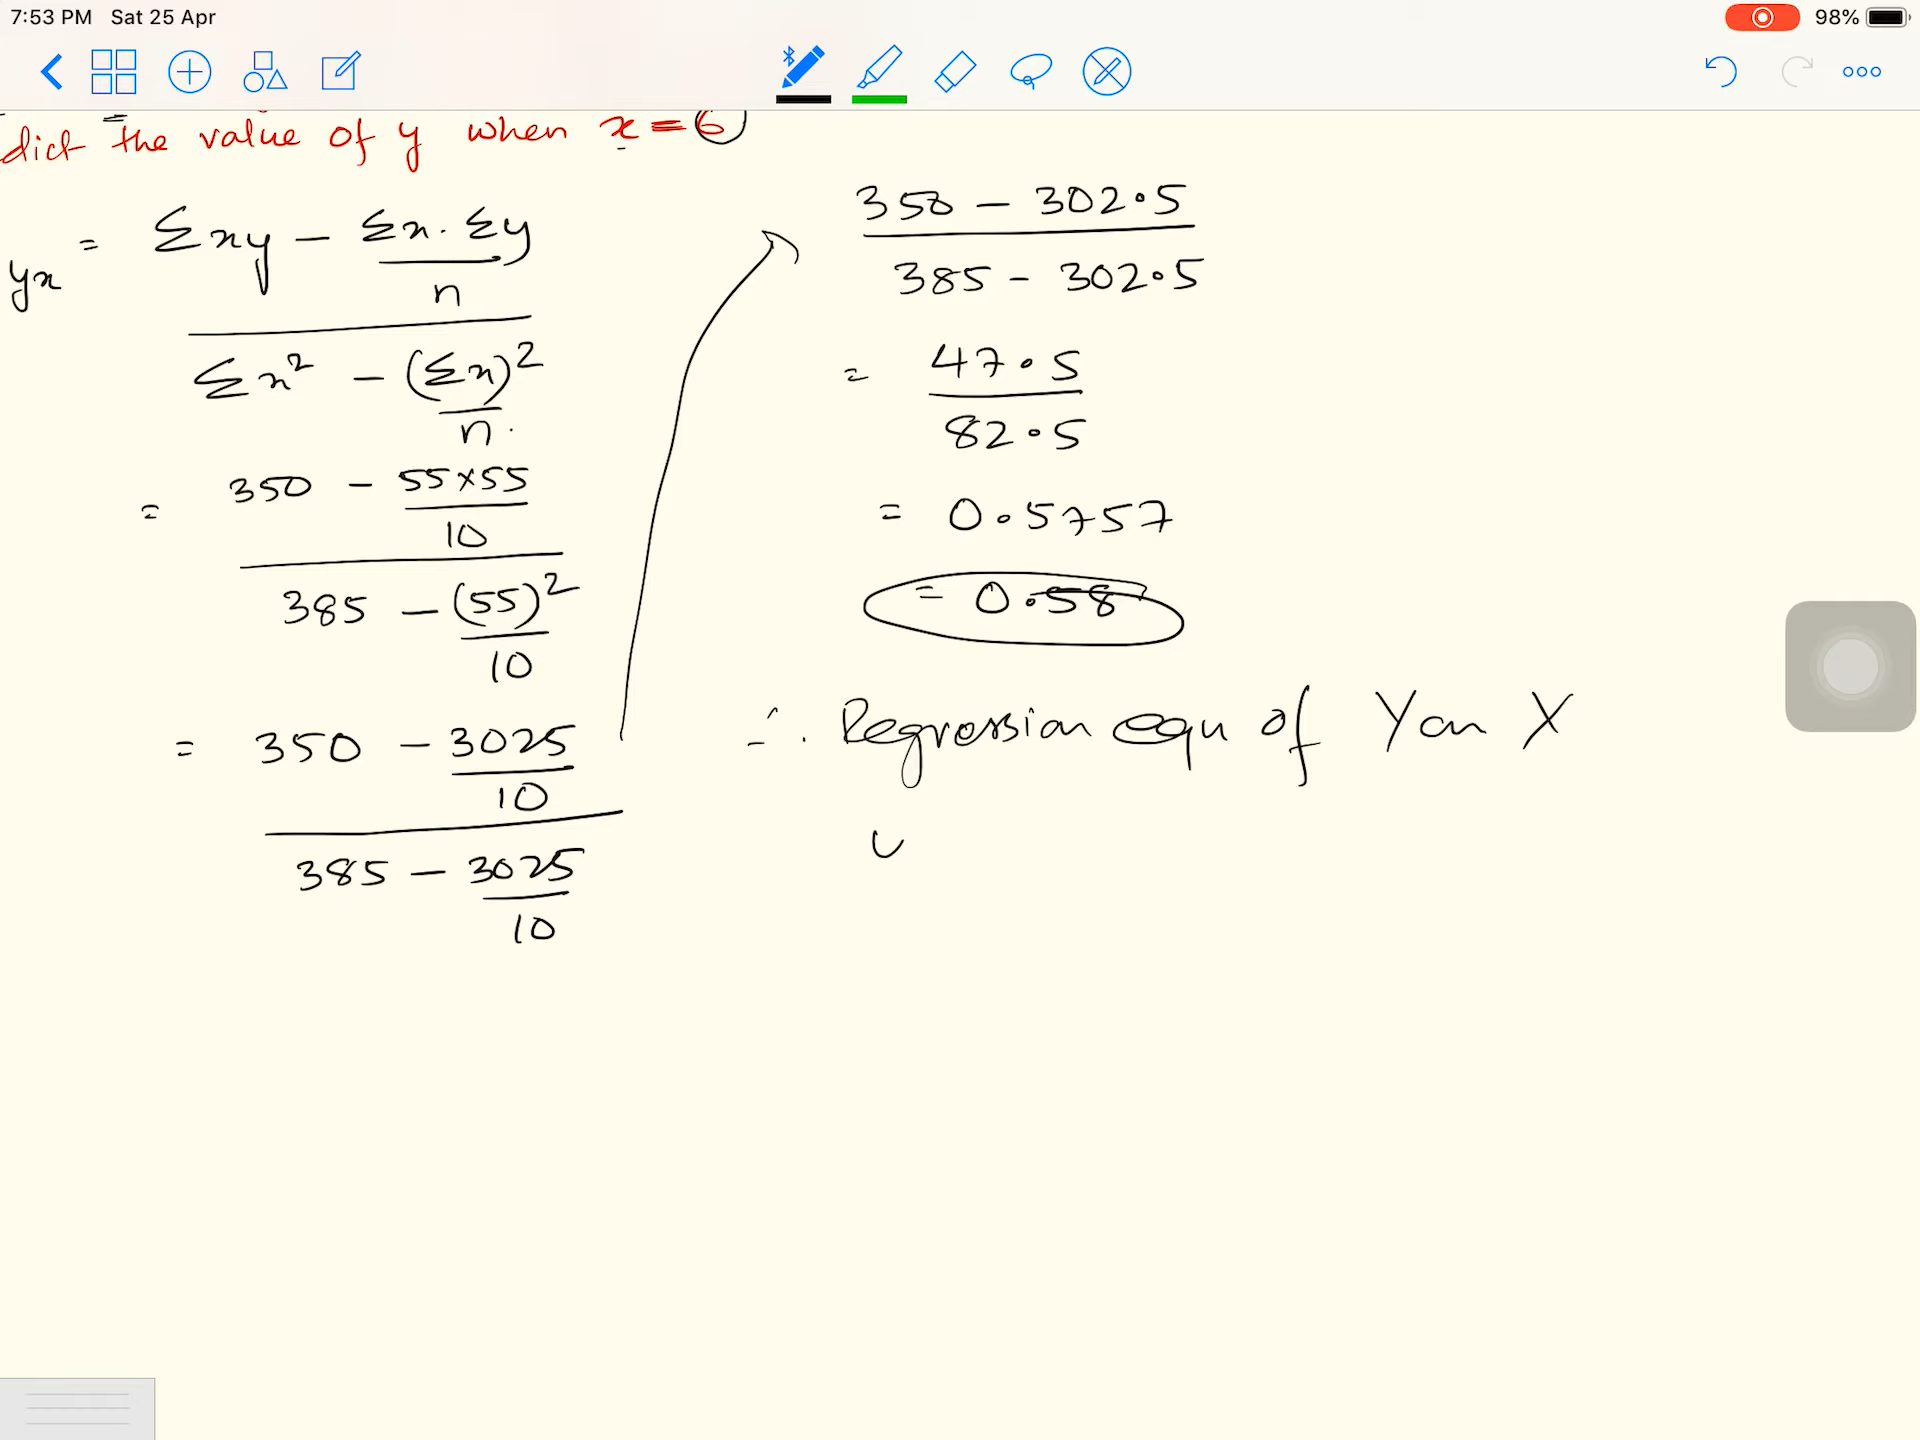 7:53 PM Sat 25 Apr 98%
dict the value of y when x = 6
yx = Σxy - Σx. Σy
n
Σx² - (Σx)²
n.
= 350 - 55×55
10
385 - (55)²
10
= 350 - 3025
10
385 - 3025
10
350 - 302.5
385 - 302.5
= 47.5
82.5
= 0.5757
= 0.58
∴ Regression equ of Y on X